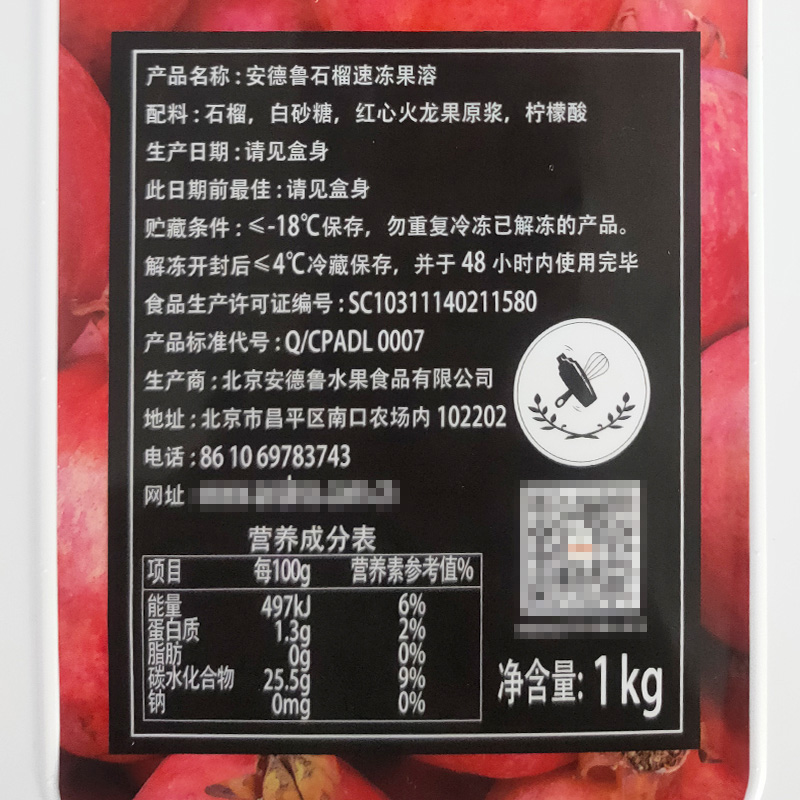 产品名称:安德鲁石榴速冻果溶
配料:石榴，白砂糖，红心火龙果原浆，柠檬酸
生产日期:请见盒身
此日期前最佳:请见盒身
贮藏条件:≤-18℃保存，勿重复冷冻已解冻的产品。
解冻开封后≤4℃冷藏保存，并于48小时内使用完毕
食品生产许可证编号:SC10311140211580
产品标准代号:Q/CPADL 0007
生产商:北京安德鲁水果食品有限公司
地址:北京市昌平区南口农场内 102202
电话:86 10 69783743
网址
营养成分表
项目 每100g 营养素参考值%
能量 497kJ 6%
蛋白质 1.3g 2%
脂肪 0g 0%
碳水化合物 25.5g 9%
钠 0mg 0%
净含量: 1kg